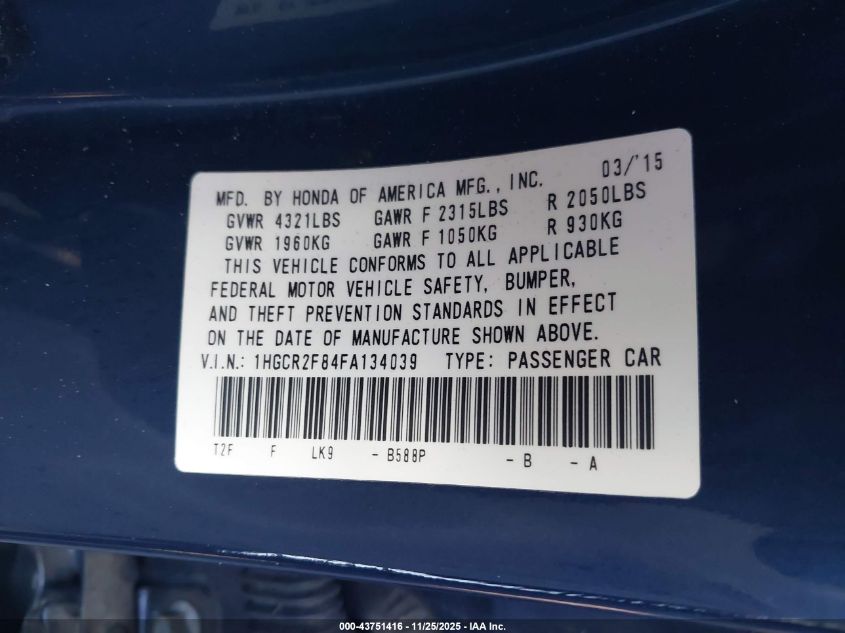 MFD. BY HONDA OF AMERICA MFG., INC. 03/'15
GVWR 4321LBS GAWR F 2315LBS R 2050LBS
GVWR 1960KG GAWR F 1050KG R 930KG
THIS VEHICLE CONFORMS TO ALL APPLICABLE
FEDERAL MOTOR VEHICLE SAFETY, BUMPER,
AND THEFT PREVENTION STANDARDS IN EFFECT
ON THE DATE OF MANUFACTURE SHOWN ABOVE.
V.I.N.: 1HGCR2F84FA134039 TYPE: PASSENGER CAR
T2F F LK9 - B588P - B - A
000-43751416 - 11/25/2025 - IAA Inc.